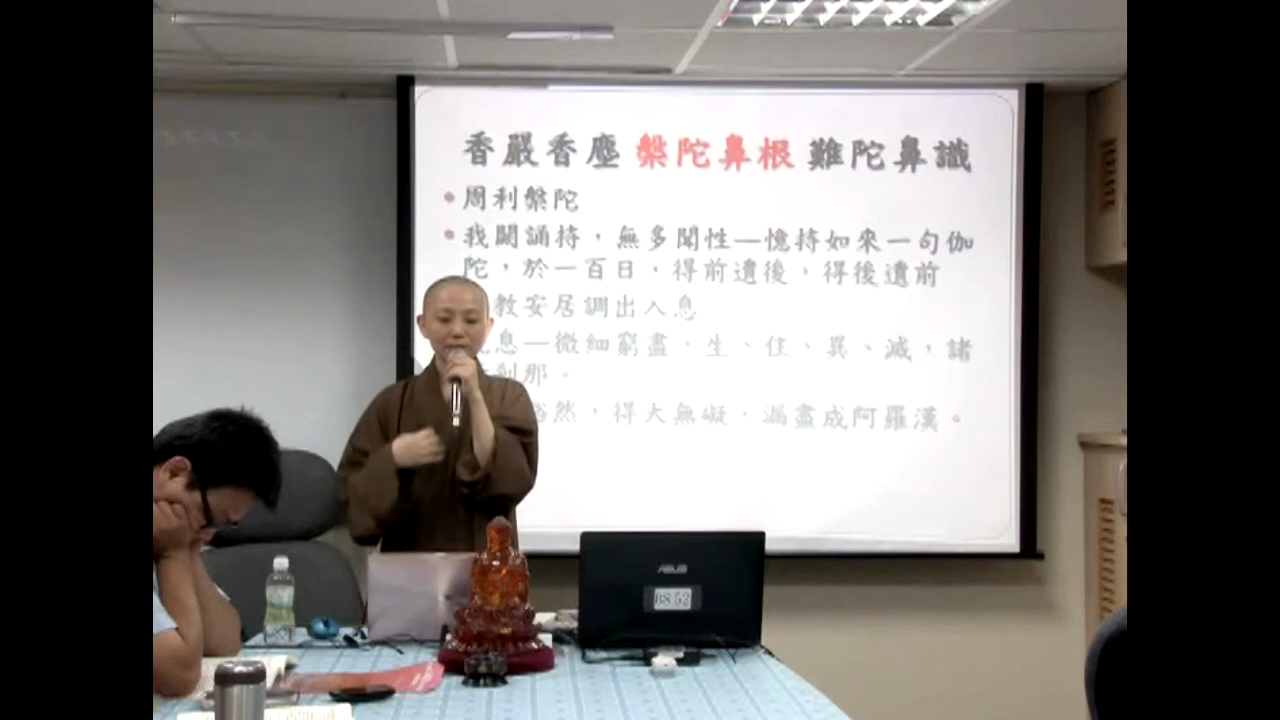 香嚴香塵 槃陀鼻根 難陀鼻識
周利槃陀
我闕誦持，無多聞性—憶持如來一句伽
陀，於一百日，得前遺後，得後遺前
教安居調出入息
息—微細窮盡，生、住、異、滅，諸
剎那。
豁然，得大無礙，漏盡成阿羅漢。
ASUS